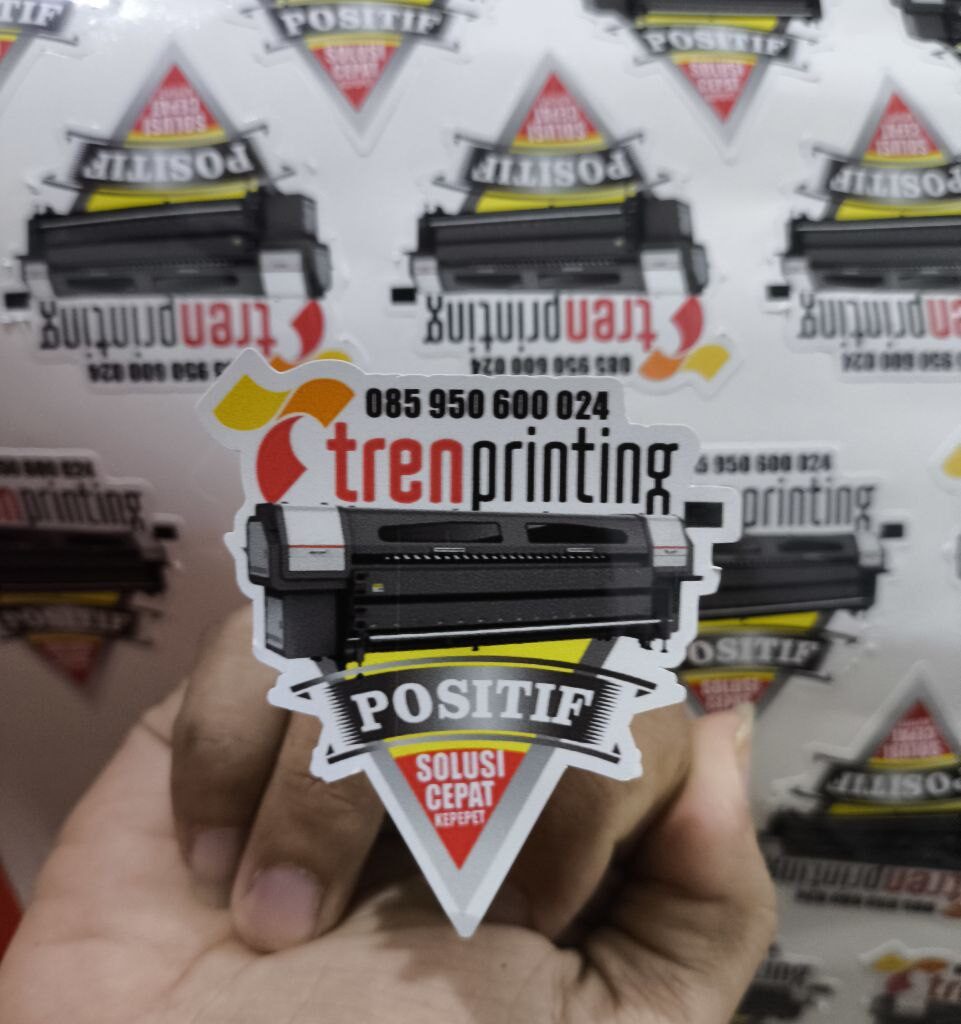 085 950 600 024
trenprinting
POSITIF
SOLUSI
CEPAT
KEPEPET